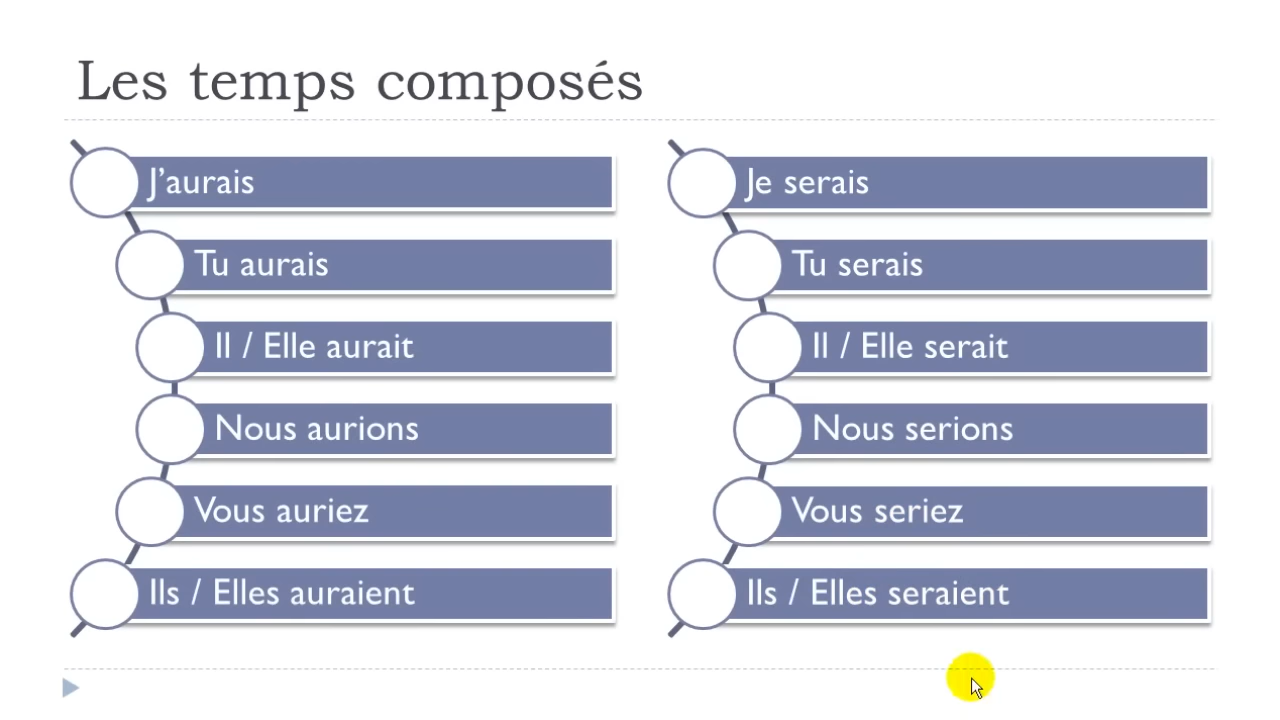 Les temps composés
J’aurais
Tu aurais
Il / Elle aurait
Nous aurions
Vous auriez
Ils / Elles auraient
Je serais
Tu serais
Il / Elle serait
Nous serions
Vous seriez
Ils / Elles seraient